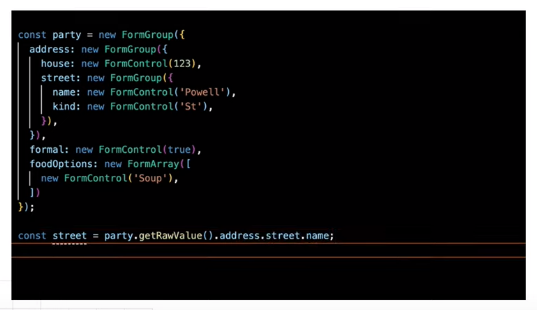 const party = new FormGroup({
address: new FormGroup({
house: new FormControl(123),
street: new FormGroup({
name: new FormControl('Powell'),
kind: new FormControl('St'),
}),
}),
formal: new FormControl(true),
foodOptions: new FormArray([
new FormControl('Soup'),
])
});
const street = party.getRawValue().address.street.name;